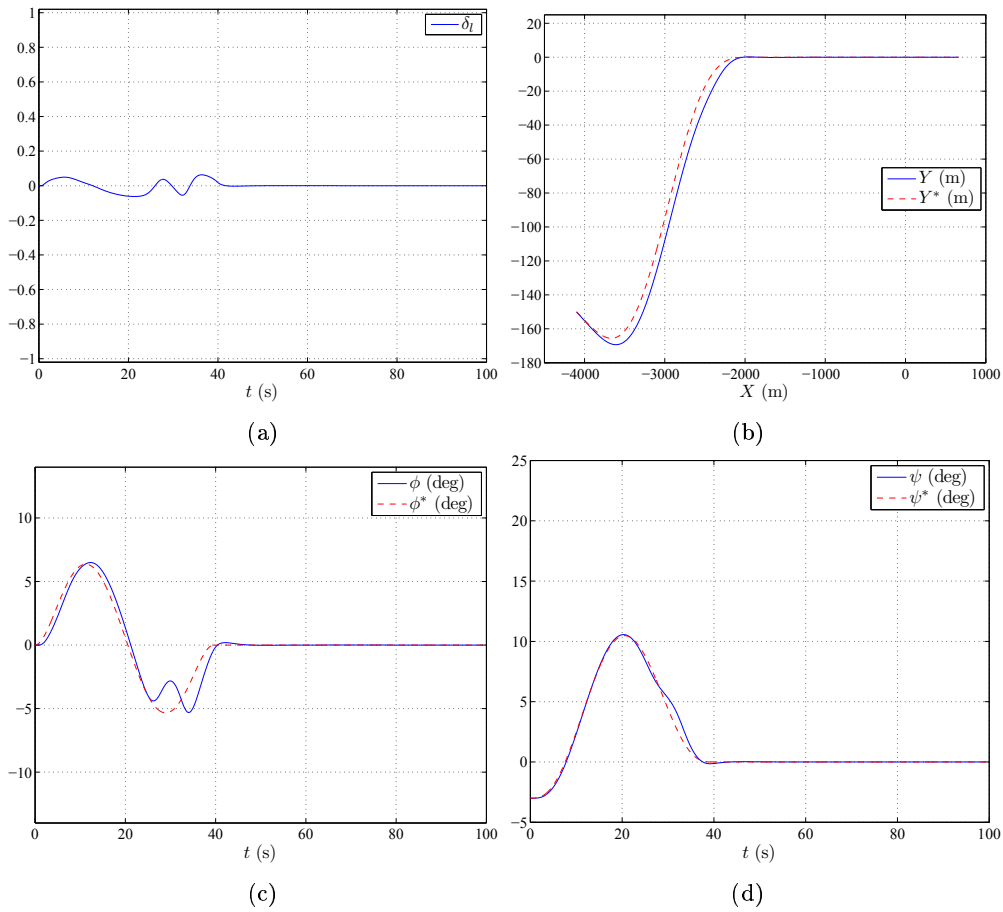 1
0.8
0.6
0.4
0.2
0
−0.2
−0.4
−0.6
−0.8
−1
0 20 40 60 80 100
t (s)
δ_l
(a)
20
0
−20
−40
−60
−80
−100
−120
−140
−160
−180
−4000 −3000 −2000 −1000 0 1000
X (m)
Y (m)
Y* (m)
(b)
10
5
0
−5
−10
0 20 40 60 80 100
t (s)
ϕ (deg)
ϕ* (deg)
(c)
25
20
15
10
5
0
−5
0 20 40 60 80 100
t (s)
ψ (deg)
ψ* (deg)
(d)